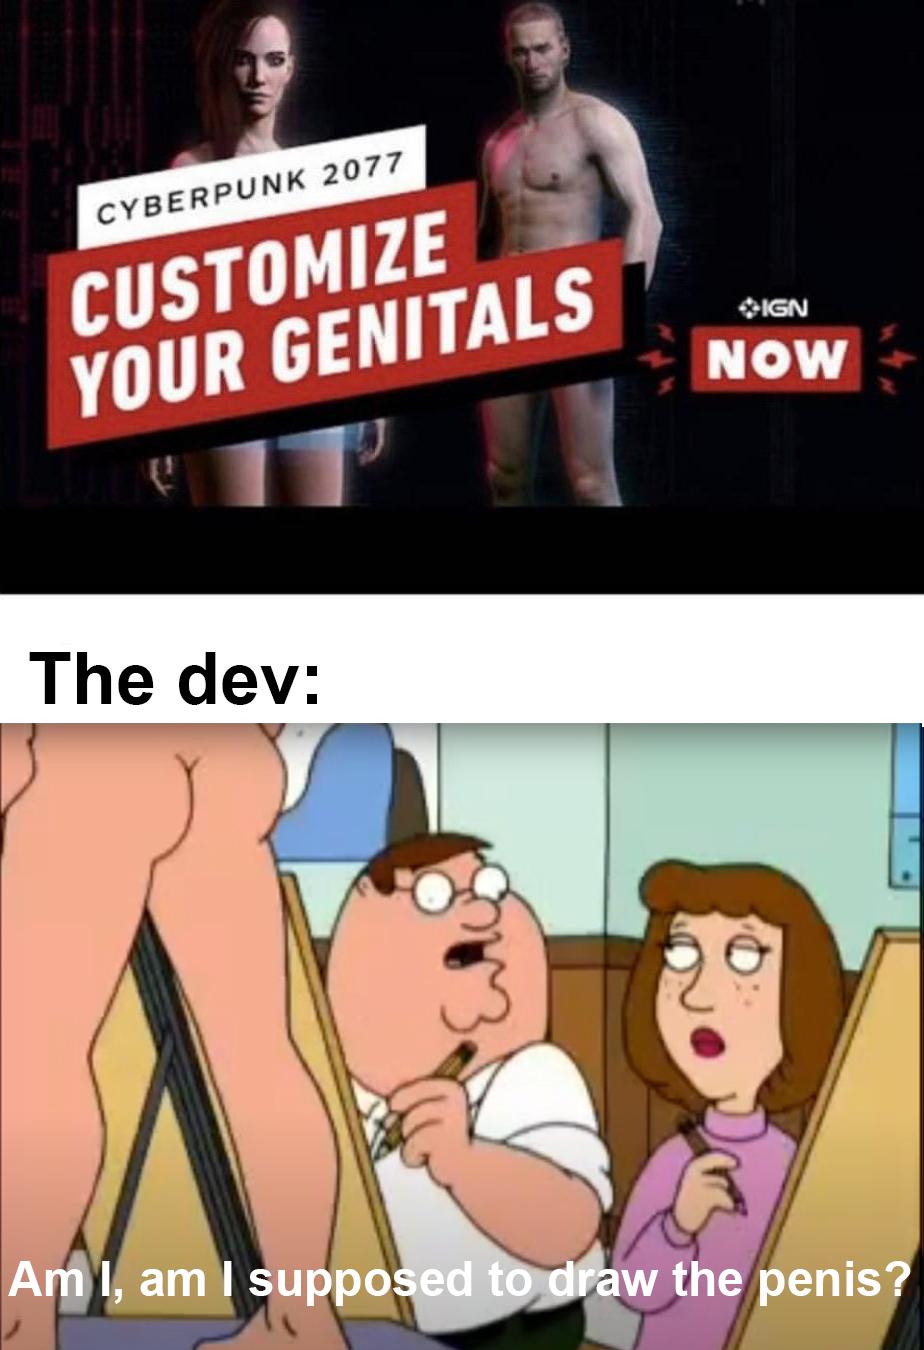 CYBERPUNK 2077
CUSTOMIZE
YOUR GENITALS
IGN
NOW
The dev:
Am I, am I supposed to draw the penis?